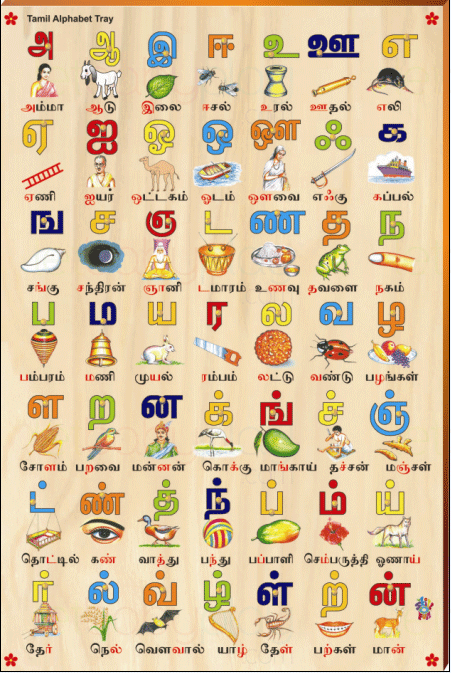 Tamil Alphabet Tray
அ ஆ இ ஈ உ ஊ எ
அம்மா ஆடு இலை ஈசல் உரல் ஊதல் எலி
ஏ ஐ ஓ ஒ ஔ ஃ க
ஏணி ஐயர் ஒட்டகம் ஓடம் ஔவை எஃகு கப்பல்
ங ச ஞ ட ண த ந
சங்கு சந்திரன் ஞானி டமாரம் உணவு தவளை நகம்
ப ம ய ர ல வ ழ
பம்பரம் மணி முயல் ரம்பம் லட்டு வண்டு பழங்கள்
ள ற ன க் ங் ச் ஞ்
சோளம் பறவை மன்னன் கொக்கு மாங்காய் தச்சன் மஞ்சள்
ட் ண் த் ந் ப் ம் ய்
தொட்டில் கண் வாத்து பந்து பப்பாளி செம்பருத்தி ஒணாய்
ர் ல் வ் ழ் ள் ற் ன்
தேர் நெல் வௌவால் யாழ் தேள் பற்கள் மான்